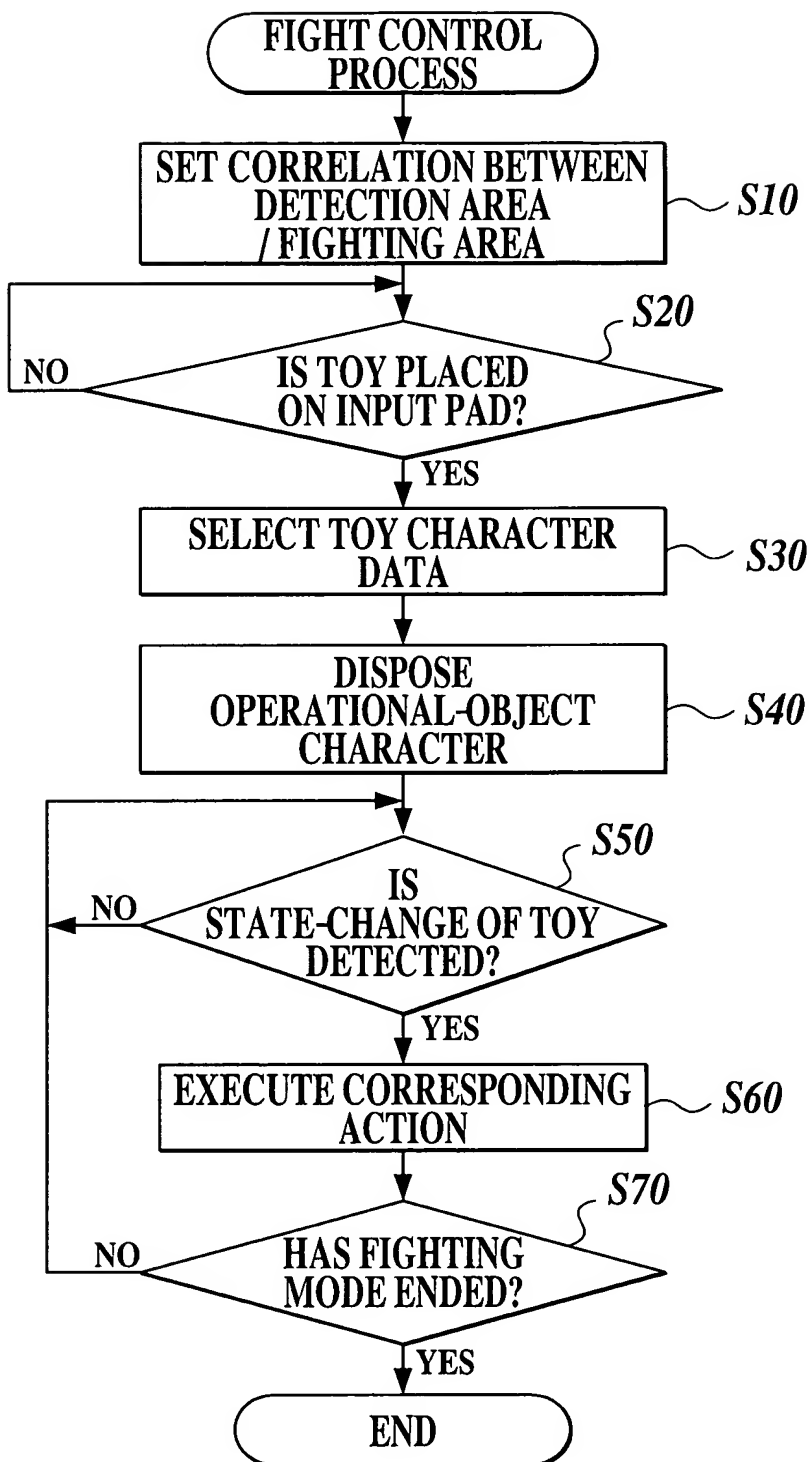 FIGHT CONTROL
PROCESS
SET CORRELATION BETWEEN
DETECTION AREA
/ FIGHTING AREA
S10
S20
IS TOY PLACED
ON INPUT PAD?
NO
YES
SELECT TOY CHARACTER
DATA
S30
DISPOSE
OPERATIONAL-OBJECT
CHARACTER
S40
S50
IS
STATE-CHANGE OF TOY
DETECTED?
NO
YES
EXECUTE CORRESPONDING
ACTION
S60
S70
HAS FIGHTING
MODE ENDED?
NO
YES
END